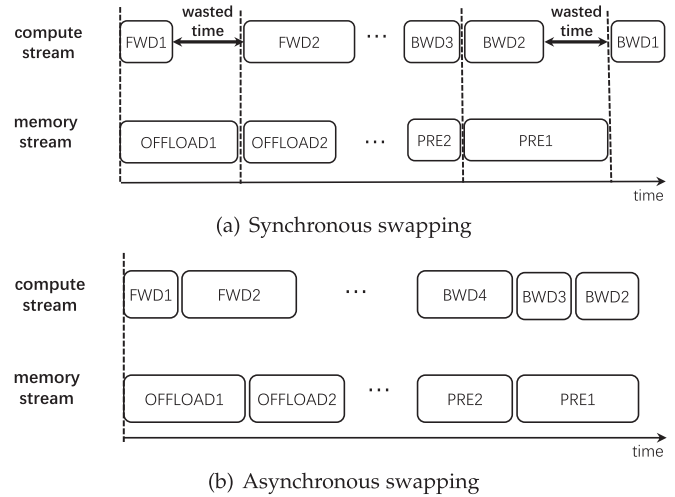 wasted time wasted time
compute stream FWD1 FWD2 ··· BWD3 BWD2 BWD1
memory stream OFFLOAD1 OFFLOAD2 ··· PRE2 PRE1
time
(a) Synchronous swapping
compute stream FWD1 FWD2 ··· BWD4 BWD3 BWD2
memory stream OFFLOAD1 OFFLOAD2 ··· PRE2 PRE1
time
(b) Asynchronous swapping